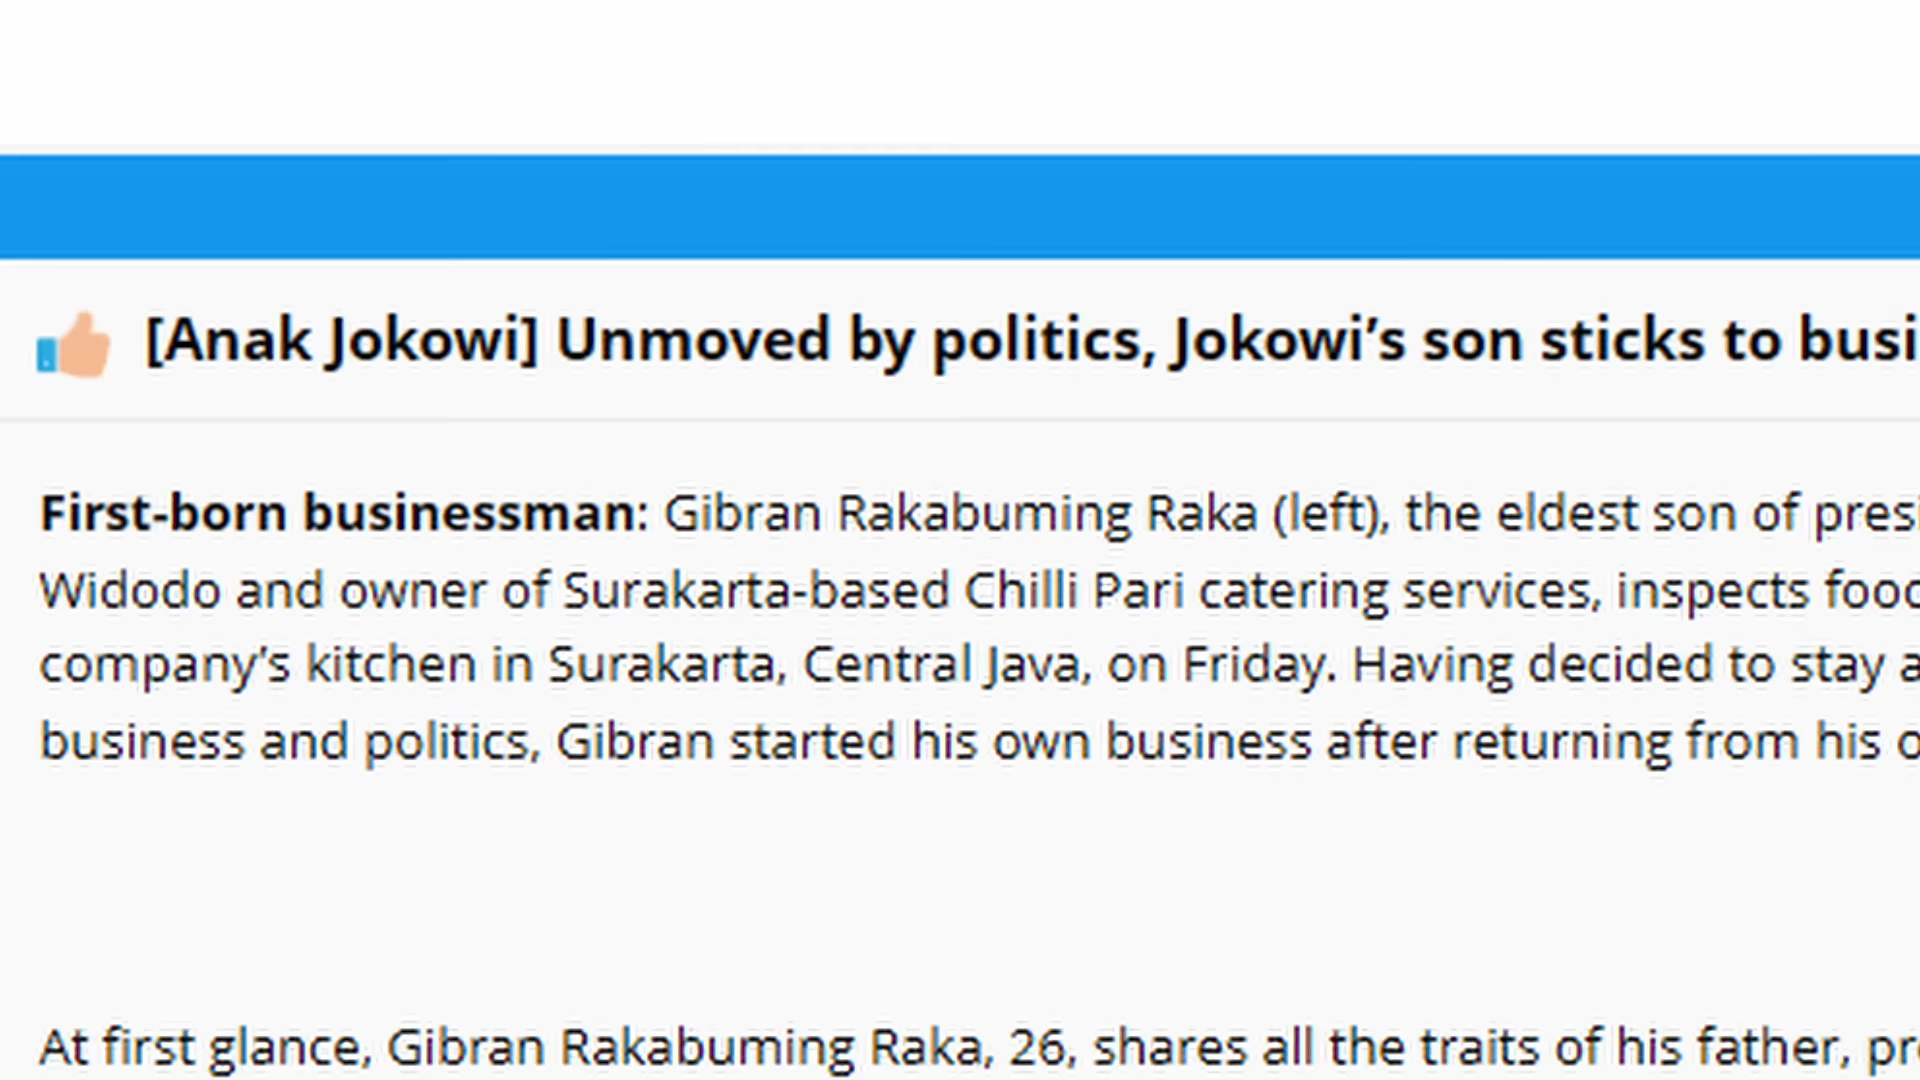 [Anak Jokowi] Unmoved by politics, Jokowi’s son sticks to
First-born businessman: Gibran Rakabuming Raka (left), the eldest son of
Widodo and owner of Surakarta-based Chilli Pari catering services, inspects
company’s kitchen in Surakarta, Central Java, on Friday. Having decided to stay
business and politics, Gibran started his own business after returning from his
At first glance, Gibran Rakabuming Raka, 26, shares all the traits of his father,